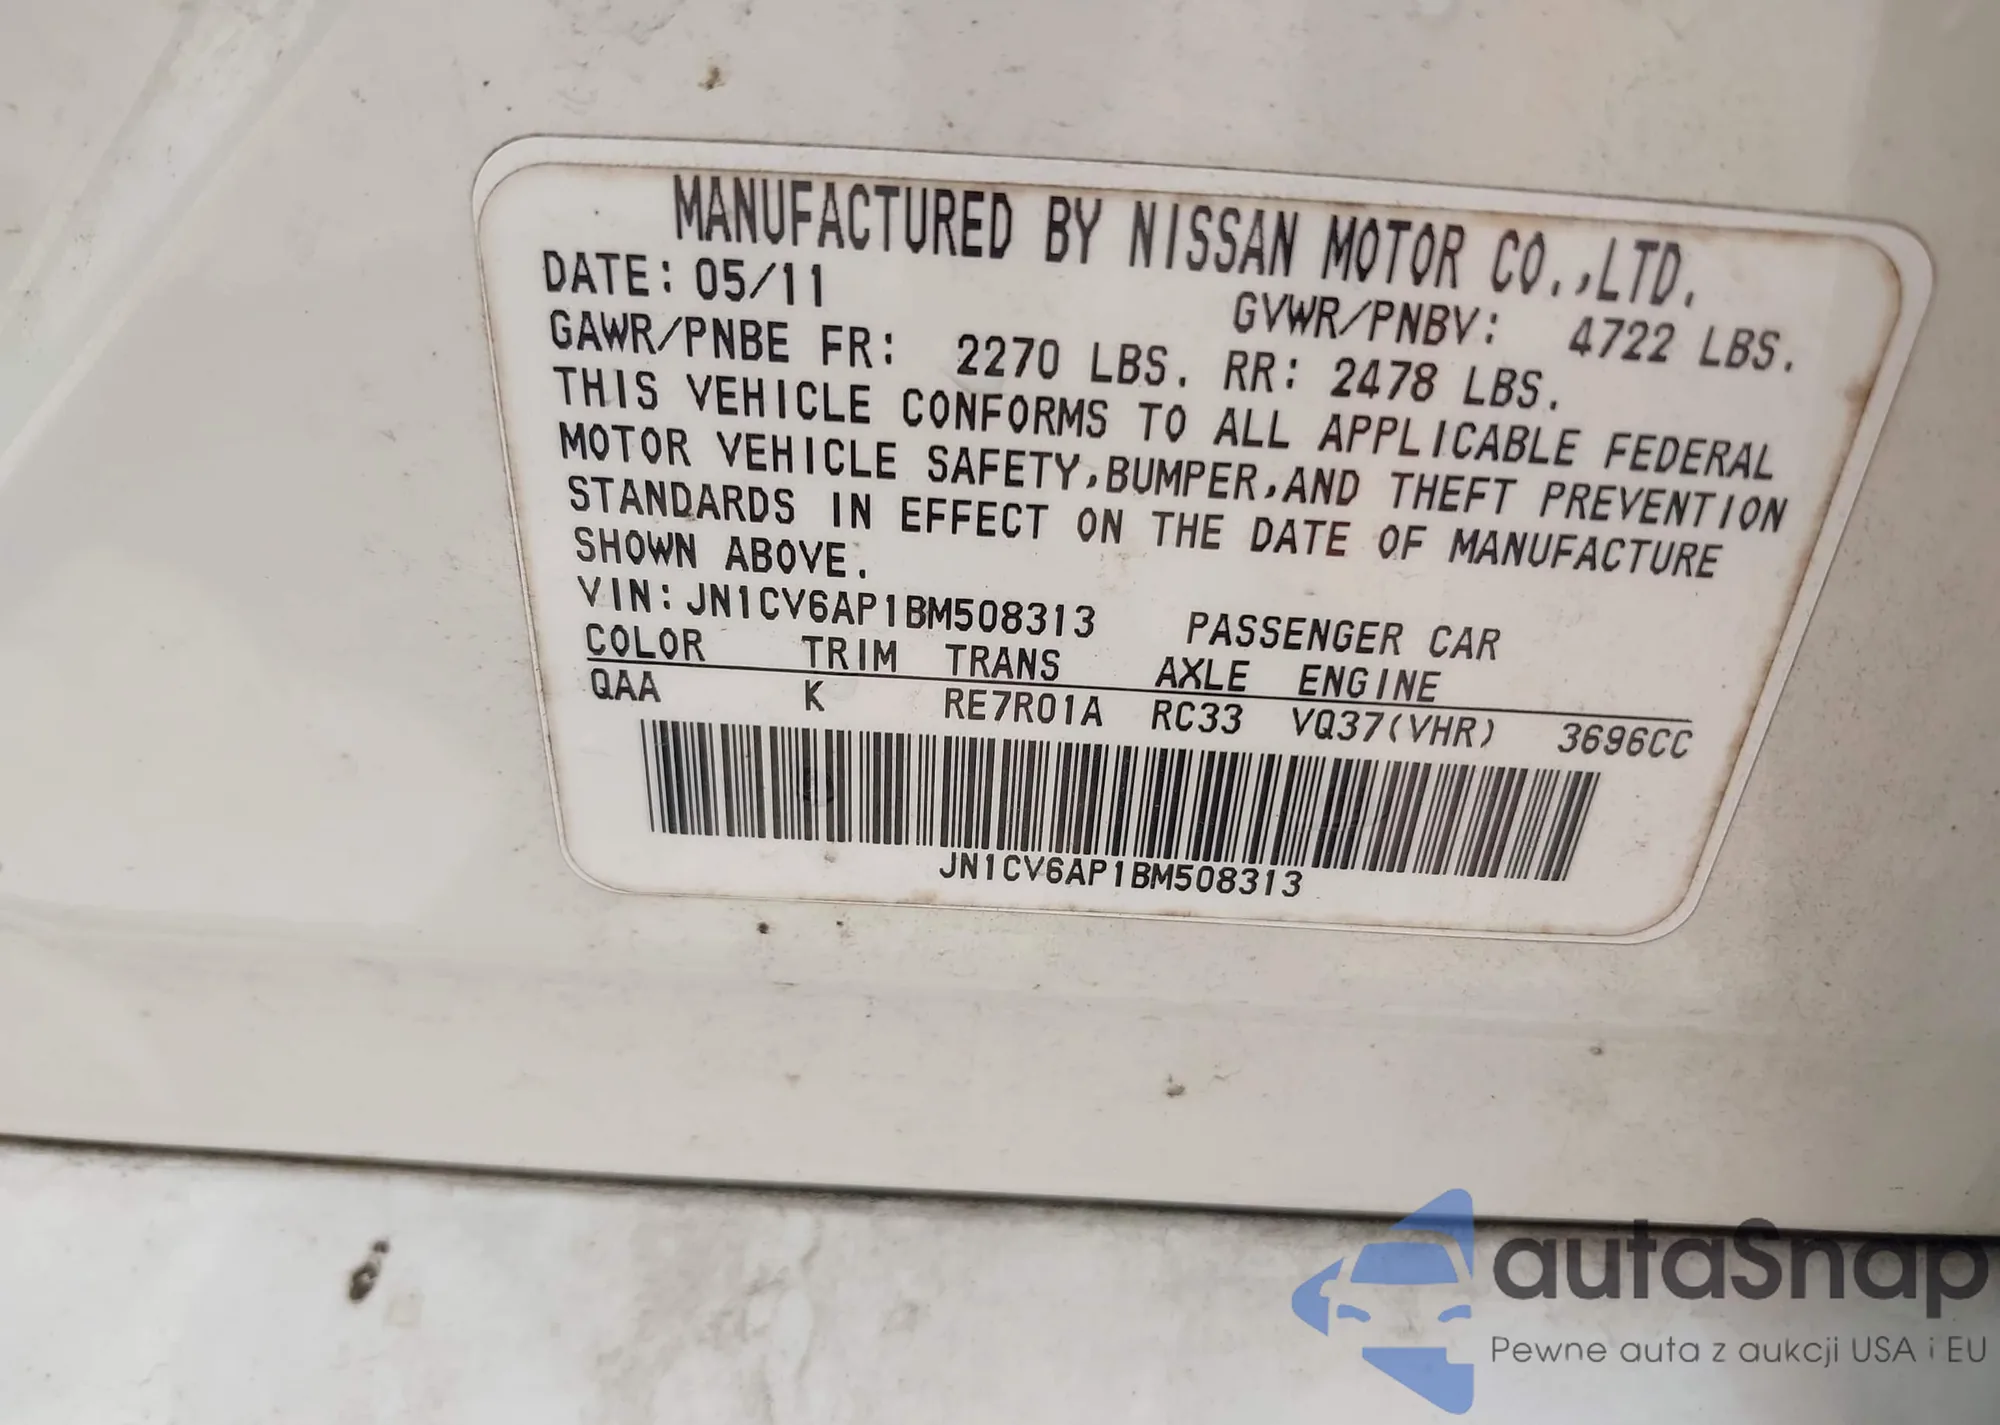 MANUFACTURED BY NISSAN MOTOR CO.,LTD.
DATE: 05/11 GVWR/PNBV: 4722 LBS.
GAWR/PNBE FR: 2270 LBS. RR: 2478 LBS.
THIS VEHICLE CONFORMS TO ALL APPLICABLE FEDERAL
MOTOR VEHICLE SAFETY,BUMPER,AND THEFT PREVENTION
STANDARDS IN EFFECT ON THE DATE OF MANUFACTURE
SHOWN ABOVE.
VIN: JN1CV6AP1BM508313 PASSENGER CAR
COLOR TRIM TRANS AXLE ENGINE
QAA K RE7R01A RC33 VQ37(VHR) 3696CC
JN1CV6AP1BM508313
autaSnap
Pewne auta z aukcji USA i EU